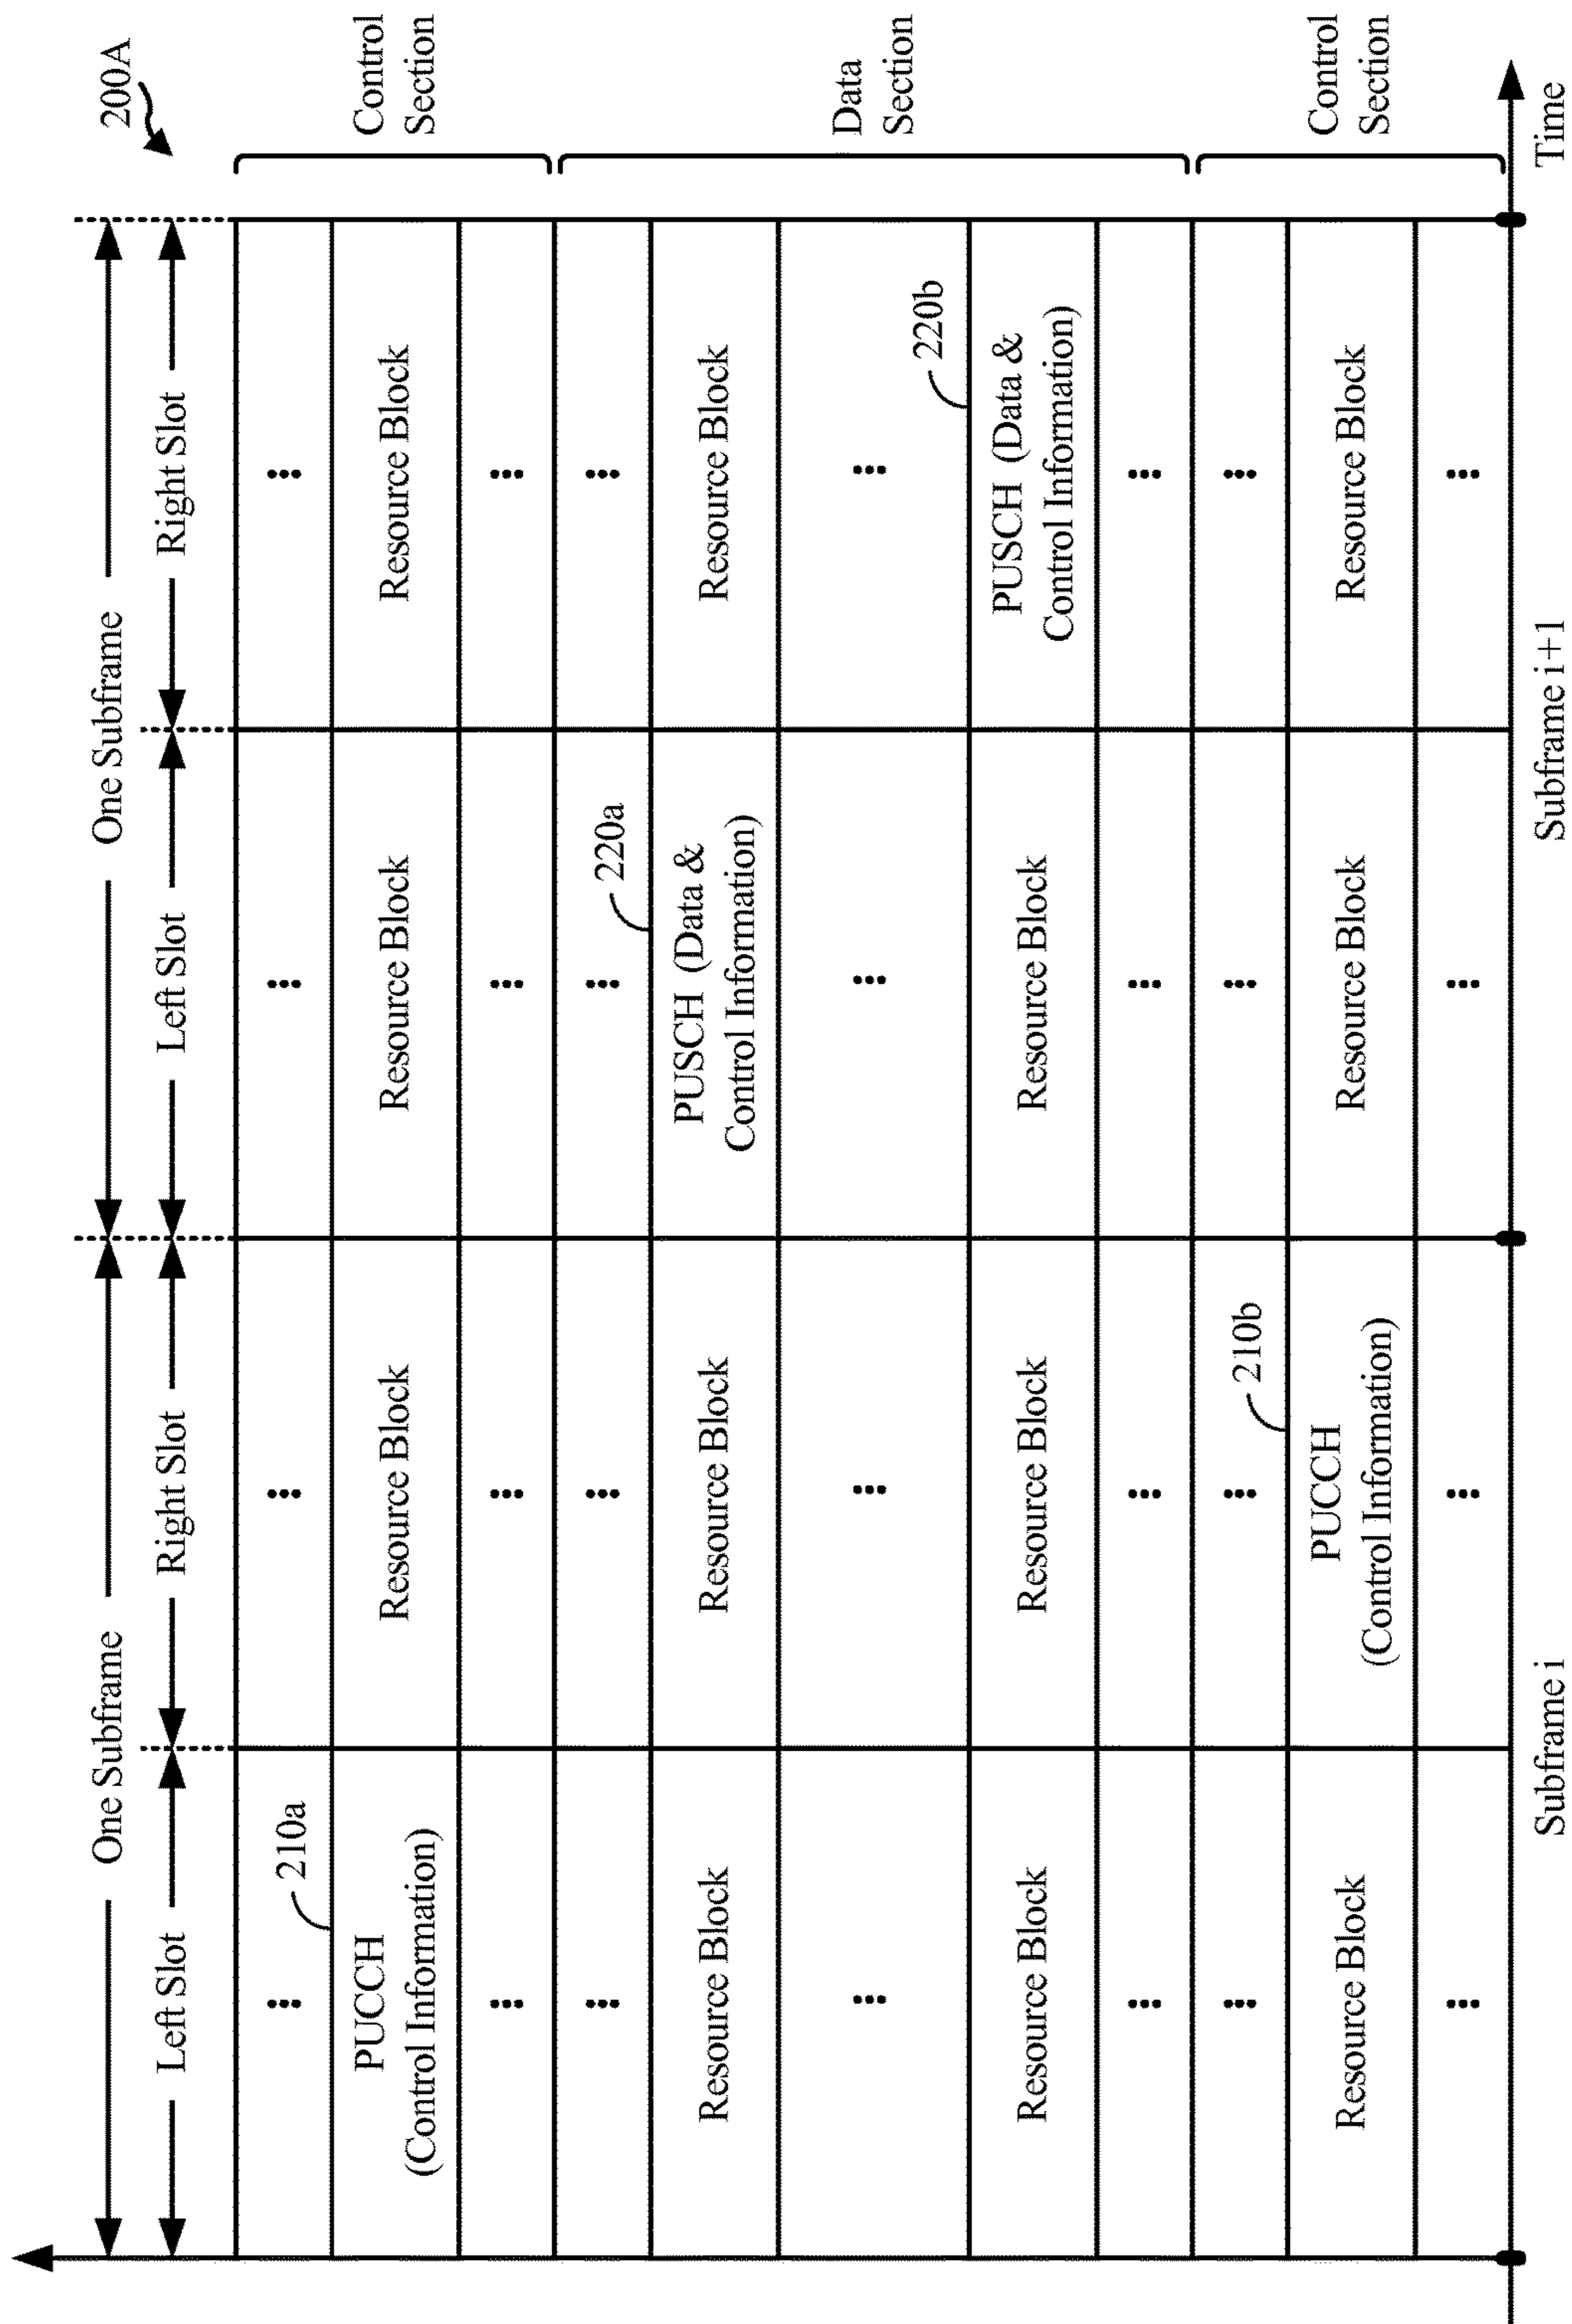 200A
One Subframe
One Subframe
Left Slot
Right Slot
Left Slot
Right Slot
210a
PUCCH
(Control Information)
Resource Block
Resource Block
Resource Block
Control
Section
220a
Resource Block
Resource Block
PUSCH (Data &
Control Information)
Resource Block
Data
Section
220b
Resource Block
Resource Block
Resource Block
PUSCH (Data &
Control Information)
210b
Resource Block
PUCCH
(Control Information)
Resource Block
Resource Block
Control
Section
Subframe i
Subframe i+1
Time